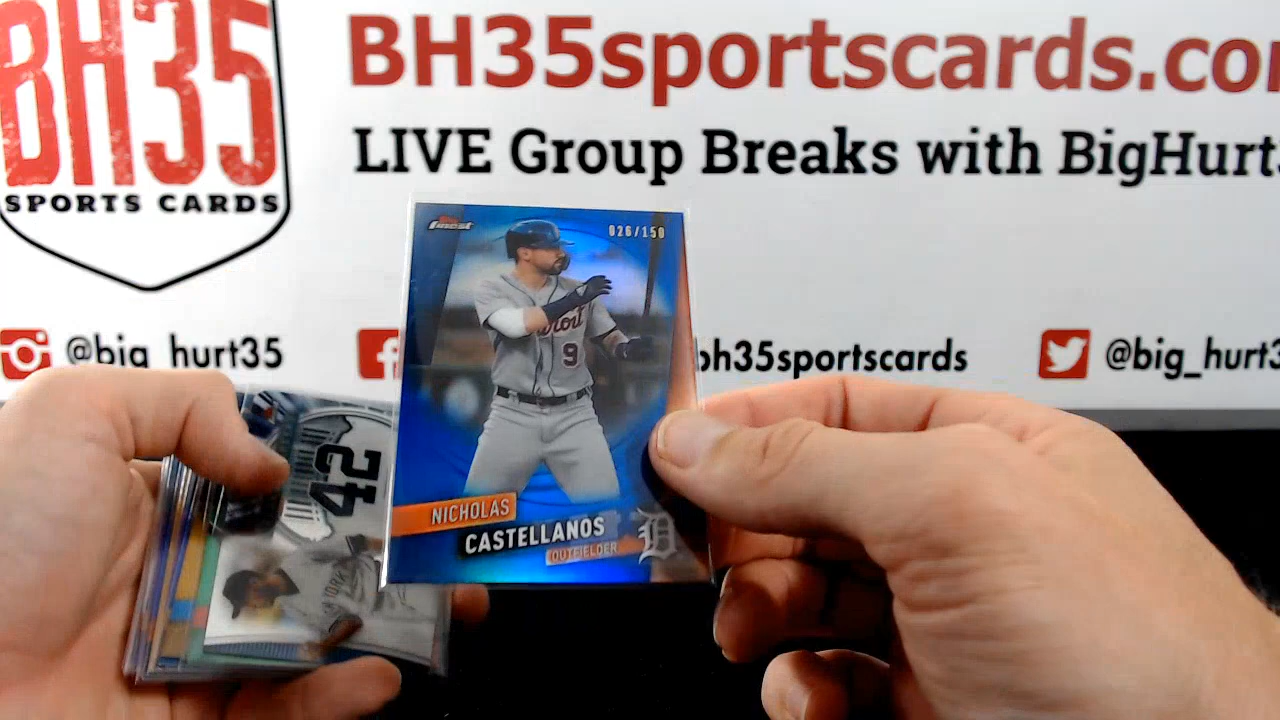 BH35
SPORTS CARDS
BH35sportscards.co
LIVE Group Breaks with BigHurt
@big_hurt35
bh35sportscards
@big_hurt3
finest
026/150
Detroit
9
NICHOLAS
CASTELLANOS
OUTFIELDER
D
42
YORK